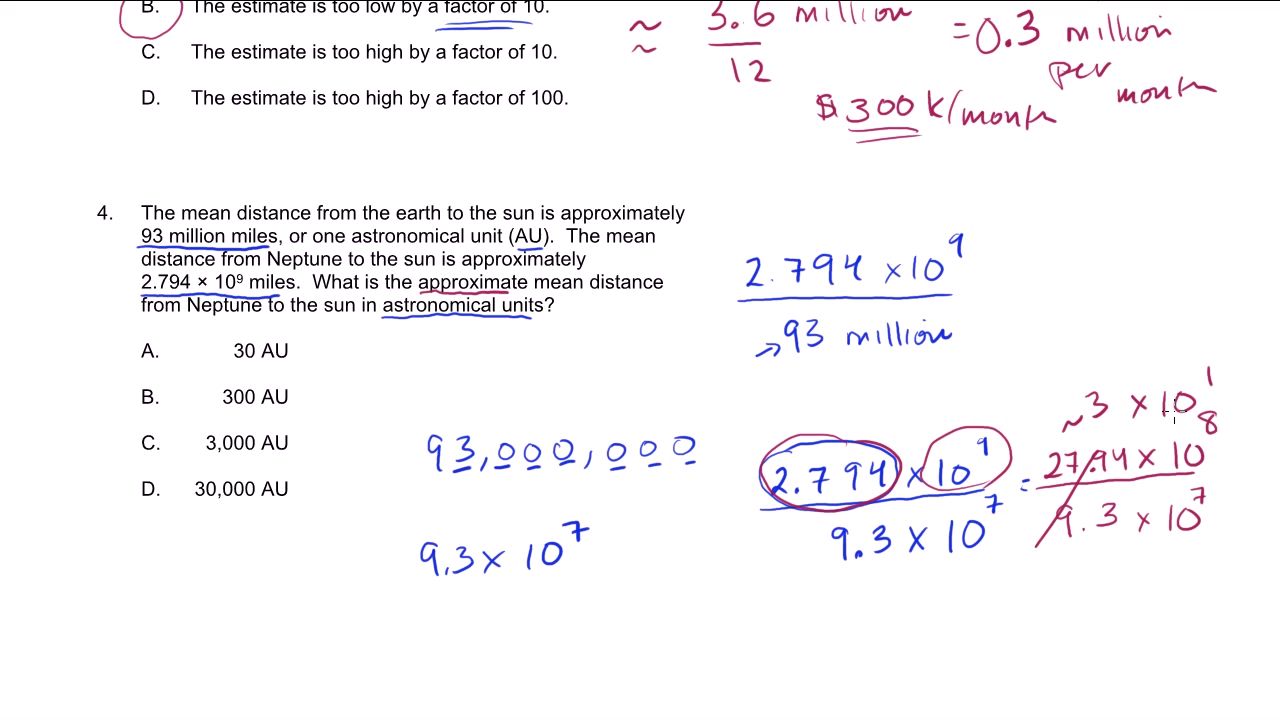 B. The estimate is too low by a factor of 10.
C. The estimate is too high by a factor of 10.
D. The estimate is too high by a factor of 100.
≈ 3.6 million
12
= 0.3 million
per
month
$ 300 k/month
4. The mean distance from the earth to the sun is approximately
93 million miles, or one astronomical unit (AU). The mean
distance from Neptune to the sun is approximately
2.794 × 10⁹ miles. What is the approximate mean distance
from Neptune to the sun in astronomical units?
2.794 × 10⁹
→ 93 million
A. 30 AU
B. 300 AU
C. 3,000 AU
D. 30,000 AU
93,000,000
9.3 × 10⁷
2.794 × 10⁹
9.3 × 10⁷
~3 × 10¹
= 27.94 × 10⁸
9.3 × 10⁷